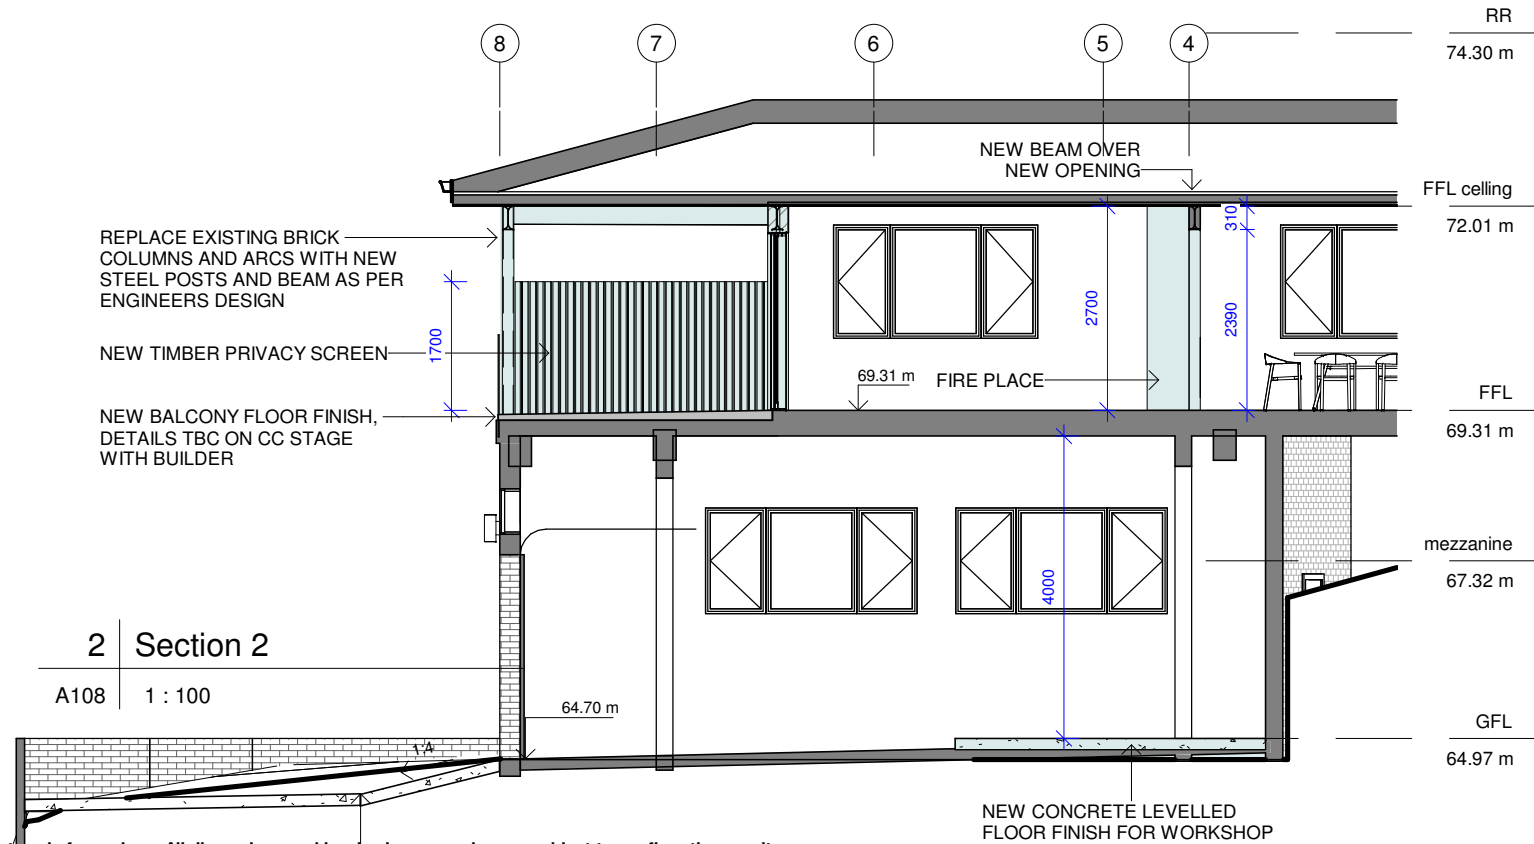 8
7
6
5
4
RR
74.30 m
NEW BEAM OVER
NEW OPENING
FFL celling
72.01 m
310
REPLACE EXISTING BRICK
COLUMNS AND ARCS WITH NEW
STEEL POSTS AND BEAM AS PER
ENGINEERS DESIGN
2700
2390
1700
NEW TIMBER PRIVACY SCREEN
69.31 m
FIRE PLACE
FFL
69.31 m
NEW BALCONY FLOOR FINISH,
DETAILS TBC ON CC STAGE
WITH BUILDER
mezzanine
67.32 m
4000
2 Section 2
A108 1 : 100
64.70 m
1:4
GFL
64.97 m
NEW CONCRETE LEVELLED
FLOOR FINISH FOR WORKSHOP